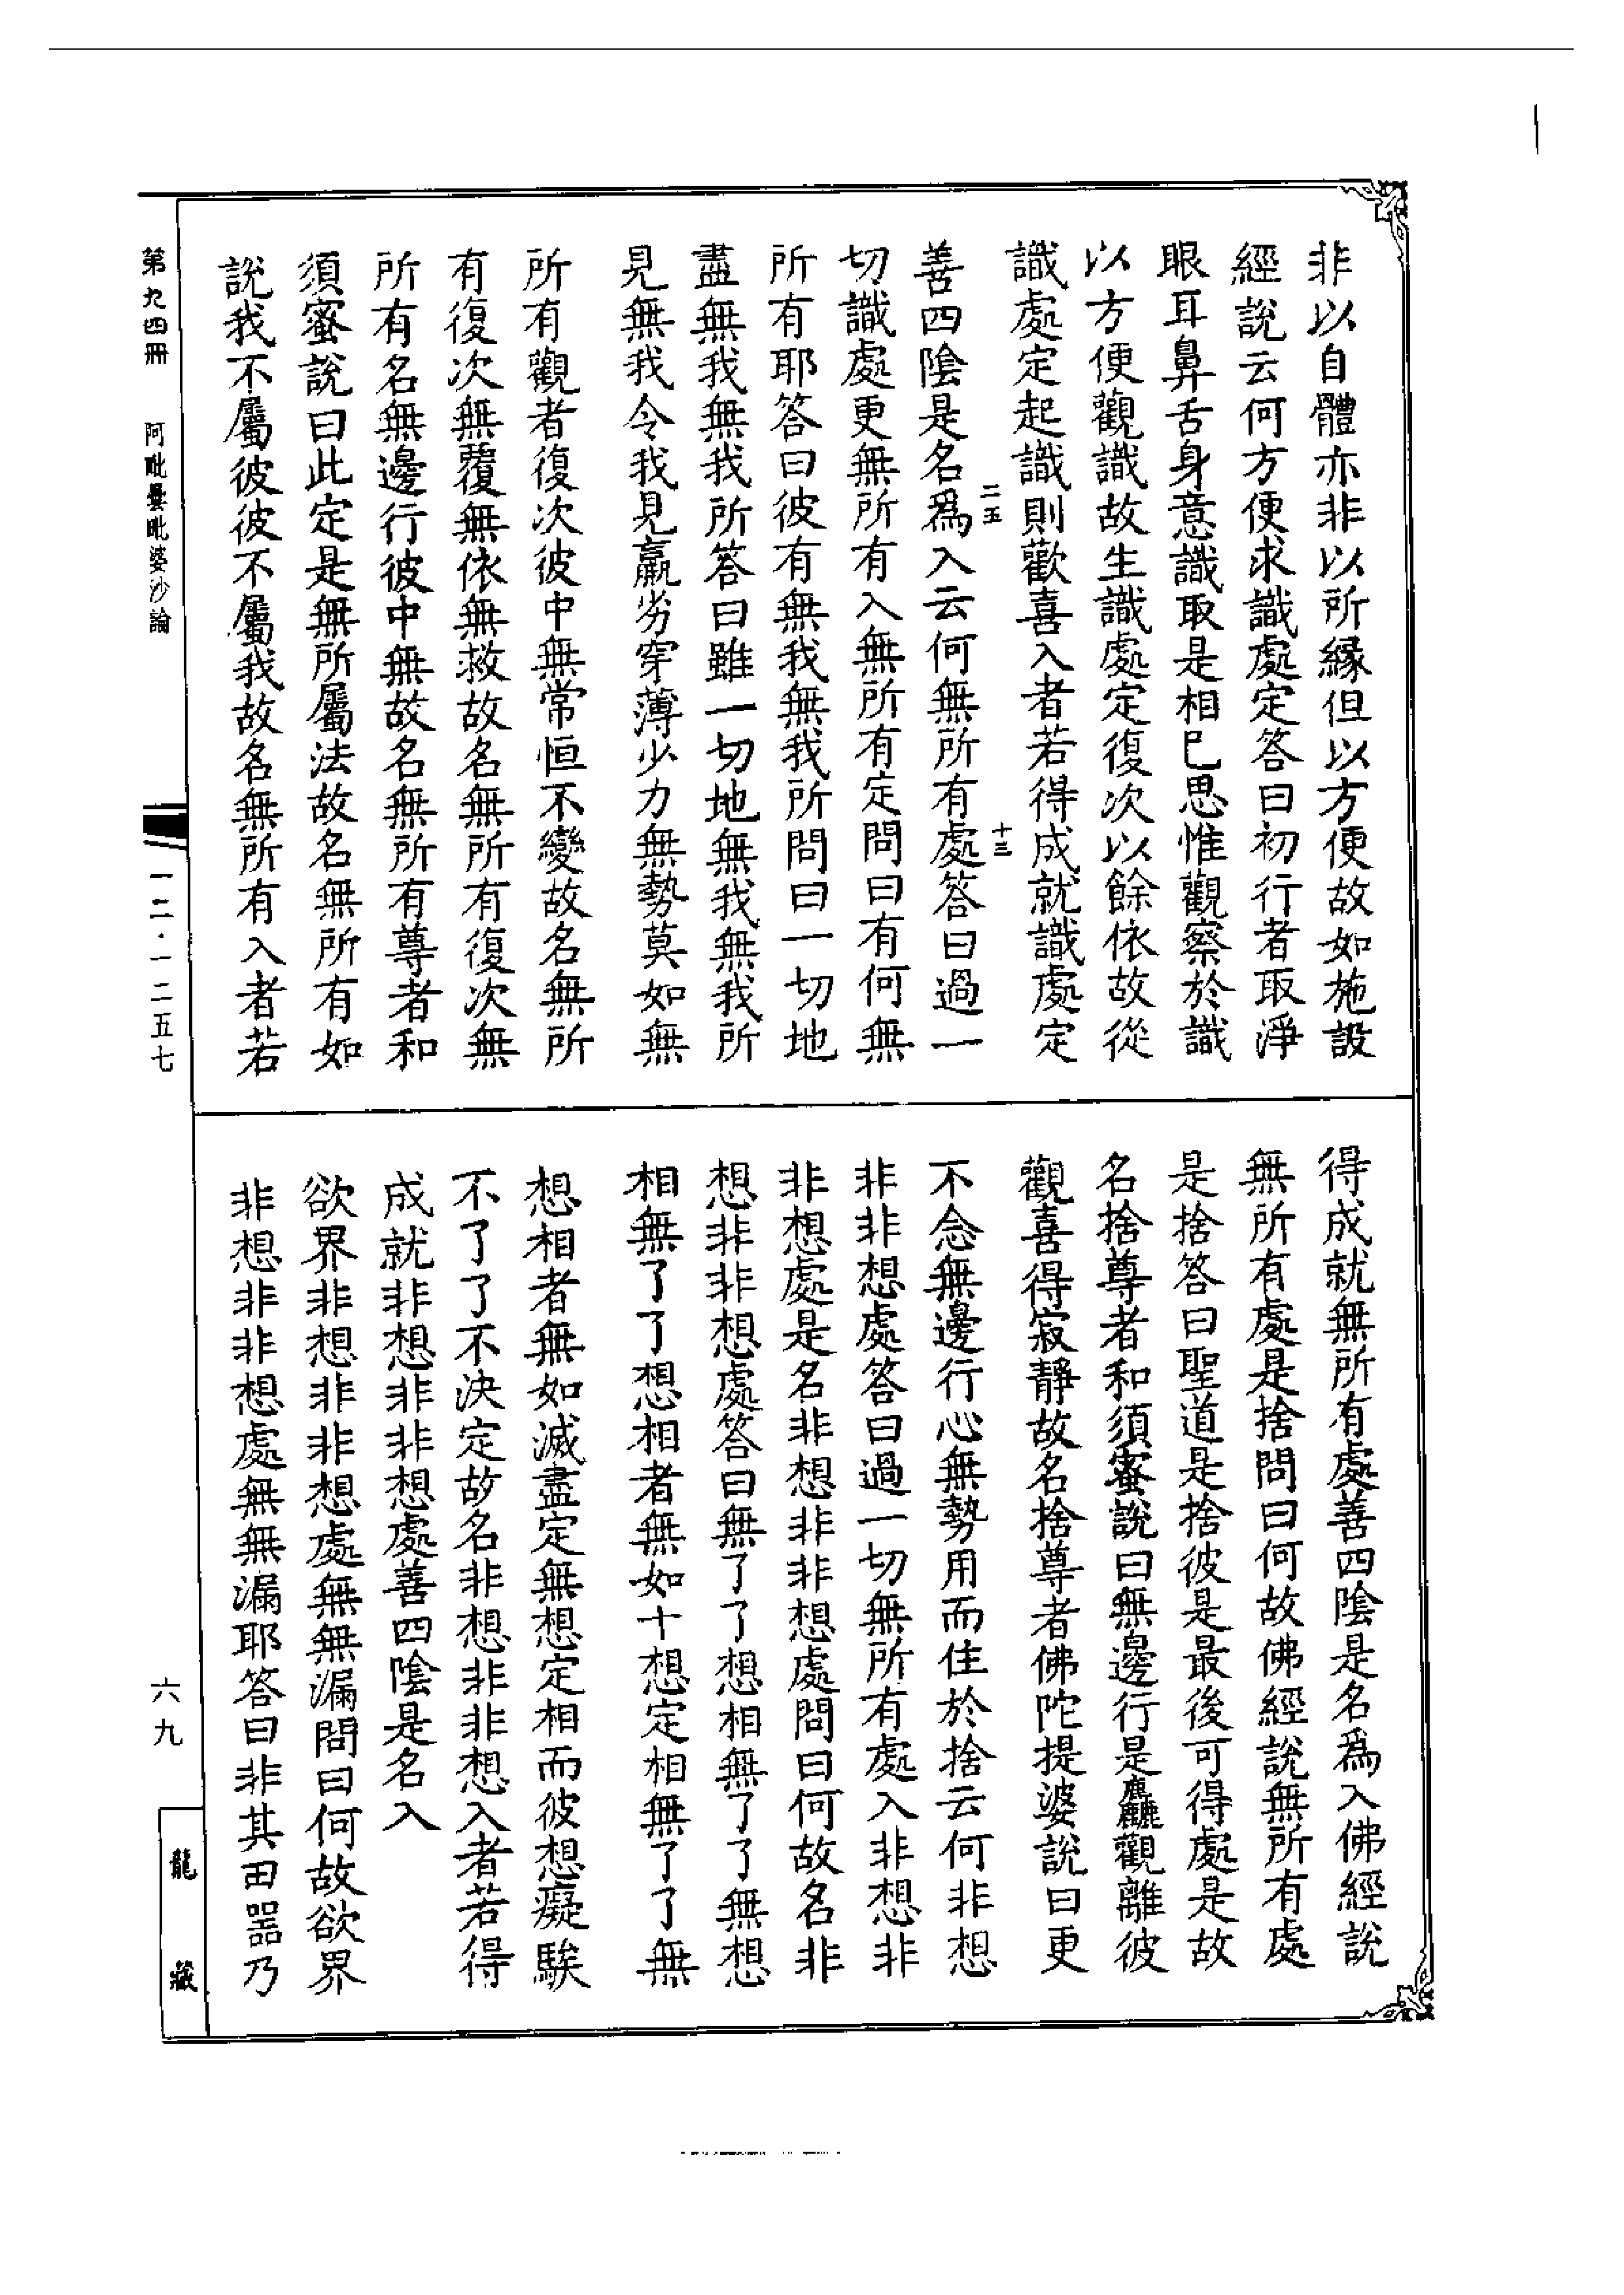 非以自體亦非以所緣但以方便故如施設
經說云何方便求識處定答曰初行者取淨
眼耳鼻舌身意識取是相已思惟觀察於識
以方便觀識故生識處定復次以餘依故從
識處定起識則歡喜入者若得成就識處定
善四陰是名爲入云何無所有處答曰過一
二五
十三
切識處更無所有入無所有定問曰有何無
所有耶答曰彼有無我無我所問曰一切地
盡無我無我所答曰雖一切地無我無我所
見無我令我見羸劣穿薄少力無勢莫如無
所有觀者復次彼中無常恒不變故名無所
有復次無覆無依無救故名無所有復次無
所有名無邊行彼中無故名無所有尊者和
須蜜說曰此定是無所屬法故名無所有如
說我不屬彼彼不屬我故名無所有入者若
得成就無所有處善四陰是名爲入佛經說
無所有處是捨問曰何故佛經說無所有處
是捨答曰聖道是捨彼是最後可得處是故
名捨尊者和須蜜說曰無邊行是麤觀離彼
觀喜得寂靜故名捨尊者佛陀提婆說曰更
不念無邊行心無勢用而住於捨云何非想
非非想處答曰過一切無所有處入非想非
非想處是名非想非非想處問曰何故名非
想非非想處答曰無了了想相無了了無想
相無了了想相者無如十想定相無了了無
想相者無如滅盡定無想定相而彼想癡騃
不了了不決定故名非想非非想入者若得
成就非想非非想處善四陰是名入
欲界非想非非想處無無漏問曰何故欲界
非想非非想處無無漏耶答曰非其田器乃
第九四冊
阿毗曇毗婆沙論
一二·一二五七
六九
龍藏